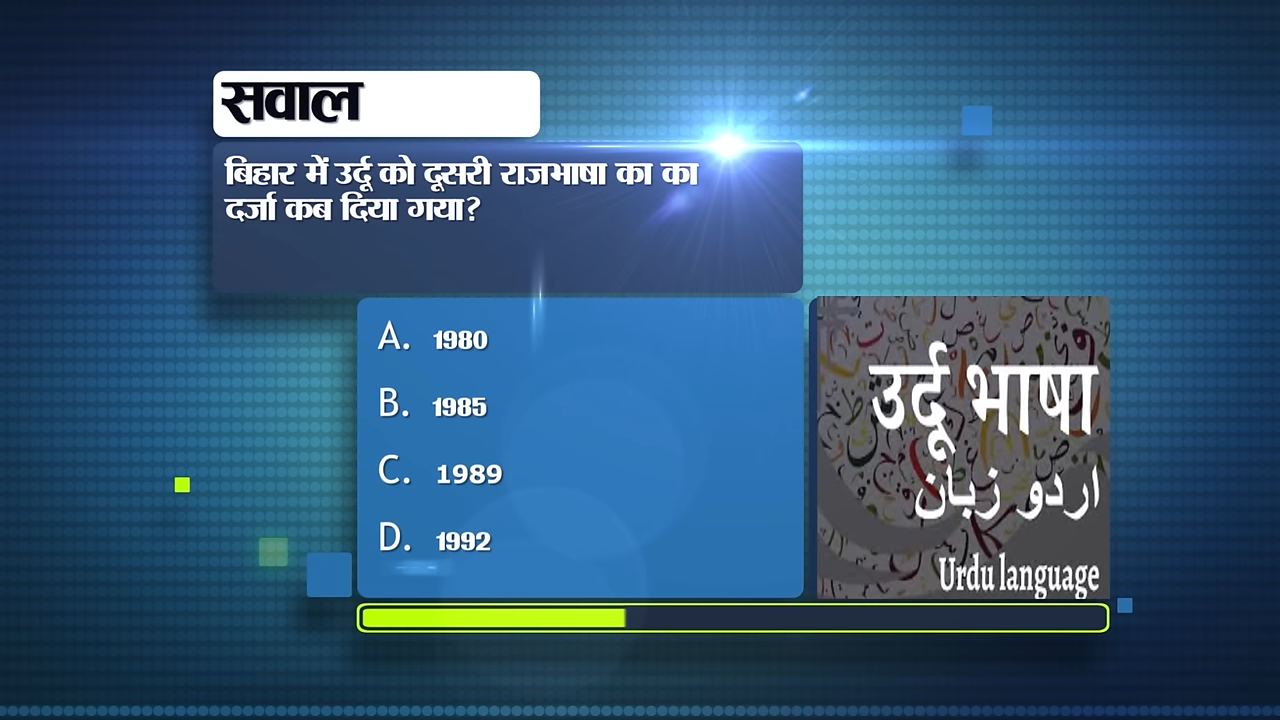 सवाल
बिहार में उर्दू को दूसरी राजभाषा का का
दर्जा कब दिया गया?
A. 1980
B. 1985
C. 1989
D. 1992
उर्दू भाषा
اردو زبان
Urdu language